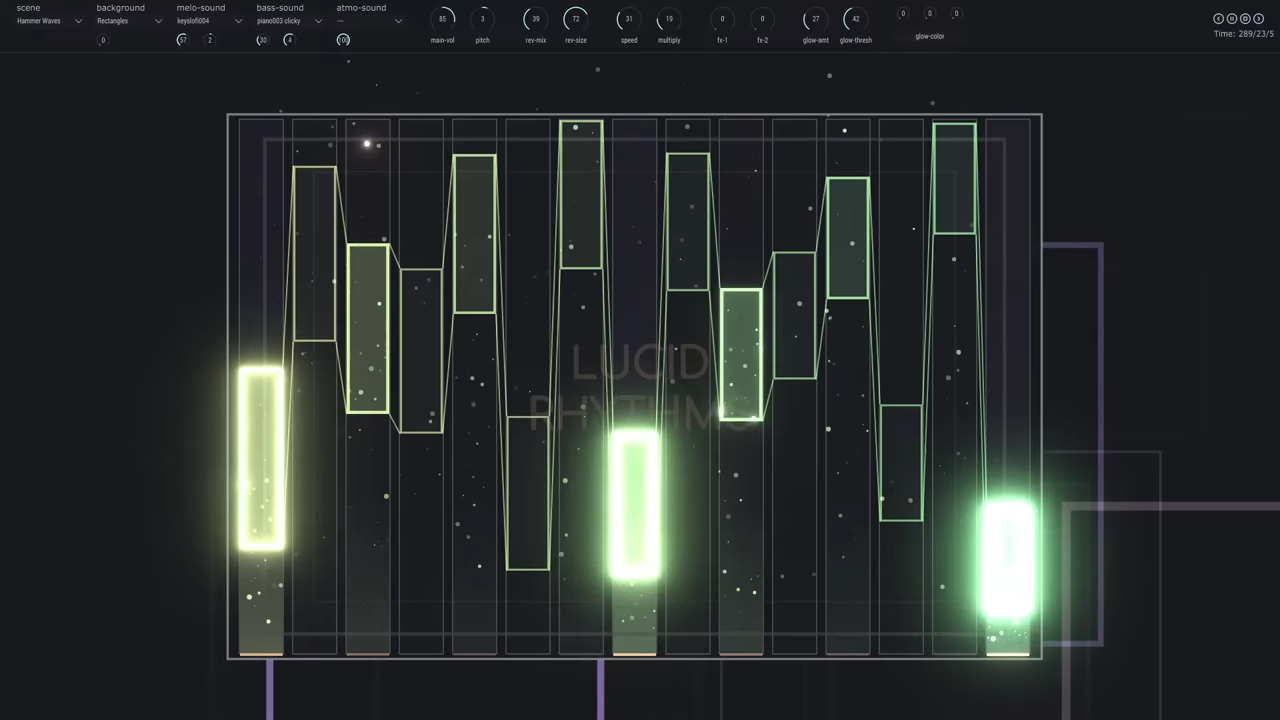 scene
background
melo-sound
bass-sound
atmo-sound
Hammer Waves
Rectangles
keyslofi004
piano003 clicky
---
0
57
2
30
4
100
85
3
39
72
31
19
0
0
27
42
0
0
0
main-vol
pitch
rev-mix
rev-size
speed
multiply
fx-1
fx-2
glow-amt
glow-thresh
glow-color
Time: 289/23/5
LUCID
RHYTHMS